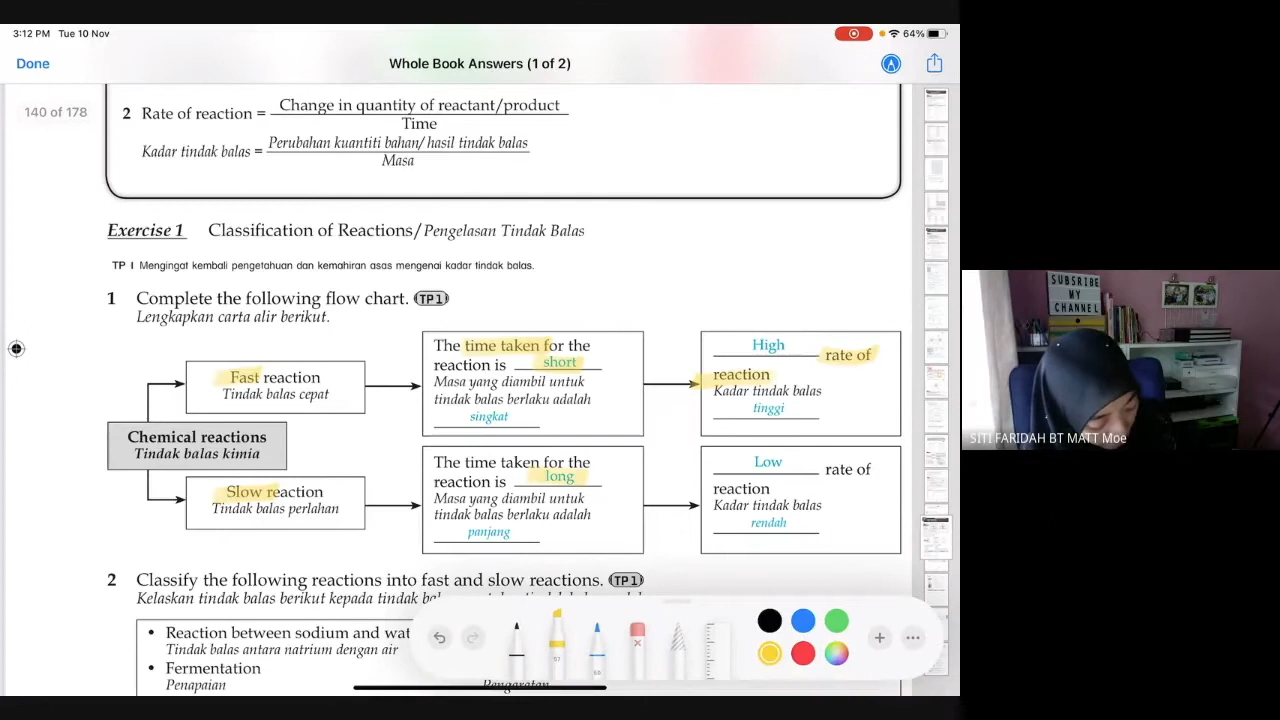 3:12 PM Tue 10 Nov
64%
Done
Whole Book Answers (1 of 2)
140 of 178
2 Rate of reaction = Change in quantity of reactant/product
Time
Kadar tindak balas = Perubahan kuantiti bahan/ hasil tindak balas
Masa
Exercise 1 Classification of Reactions/Pengelasan Tindak Balas
TP 1 Mengingat kembali pengetahuan dan kemahiran asas mengenai kadar tindak balas.
1 Complete the following flow chart. TP1
Lengkapkan carta alir berikut.
Chemical reactions
Tindak balas kimia
Fast reaction
Tindak balas cepat
The time taken for the
reaction is short
Masa yang diambil untuk
tindak balas berlaku adalah
singkat
High rate of
reaction
Kadar tindak balas
tinggi
Slow reaction
Tindak balas perlahan
The time taken for the
reaction is long
Masa yang diambil untuk
tindak balas berlaku adalah
panjang
Low rate of
reaction
Kadar tindak balas
rendah
2 Classify the following reactions into fast and slow reactions. TP1
Kelaskan tindak balas berikut kepada tindak
• Reaction between sodium and wat
Tindak balas antara natrium dengan air
• Fermentation
Penapaian
Pengaratan
SUBSRIBE
MY
CHANNEL
SITI FARIDAH BT MATT Moe